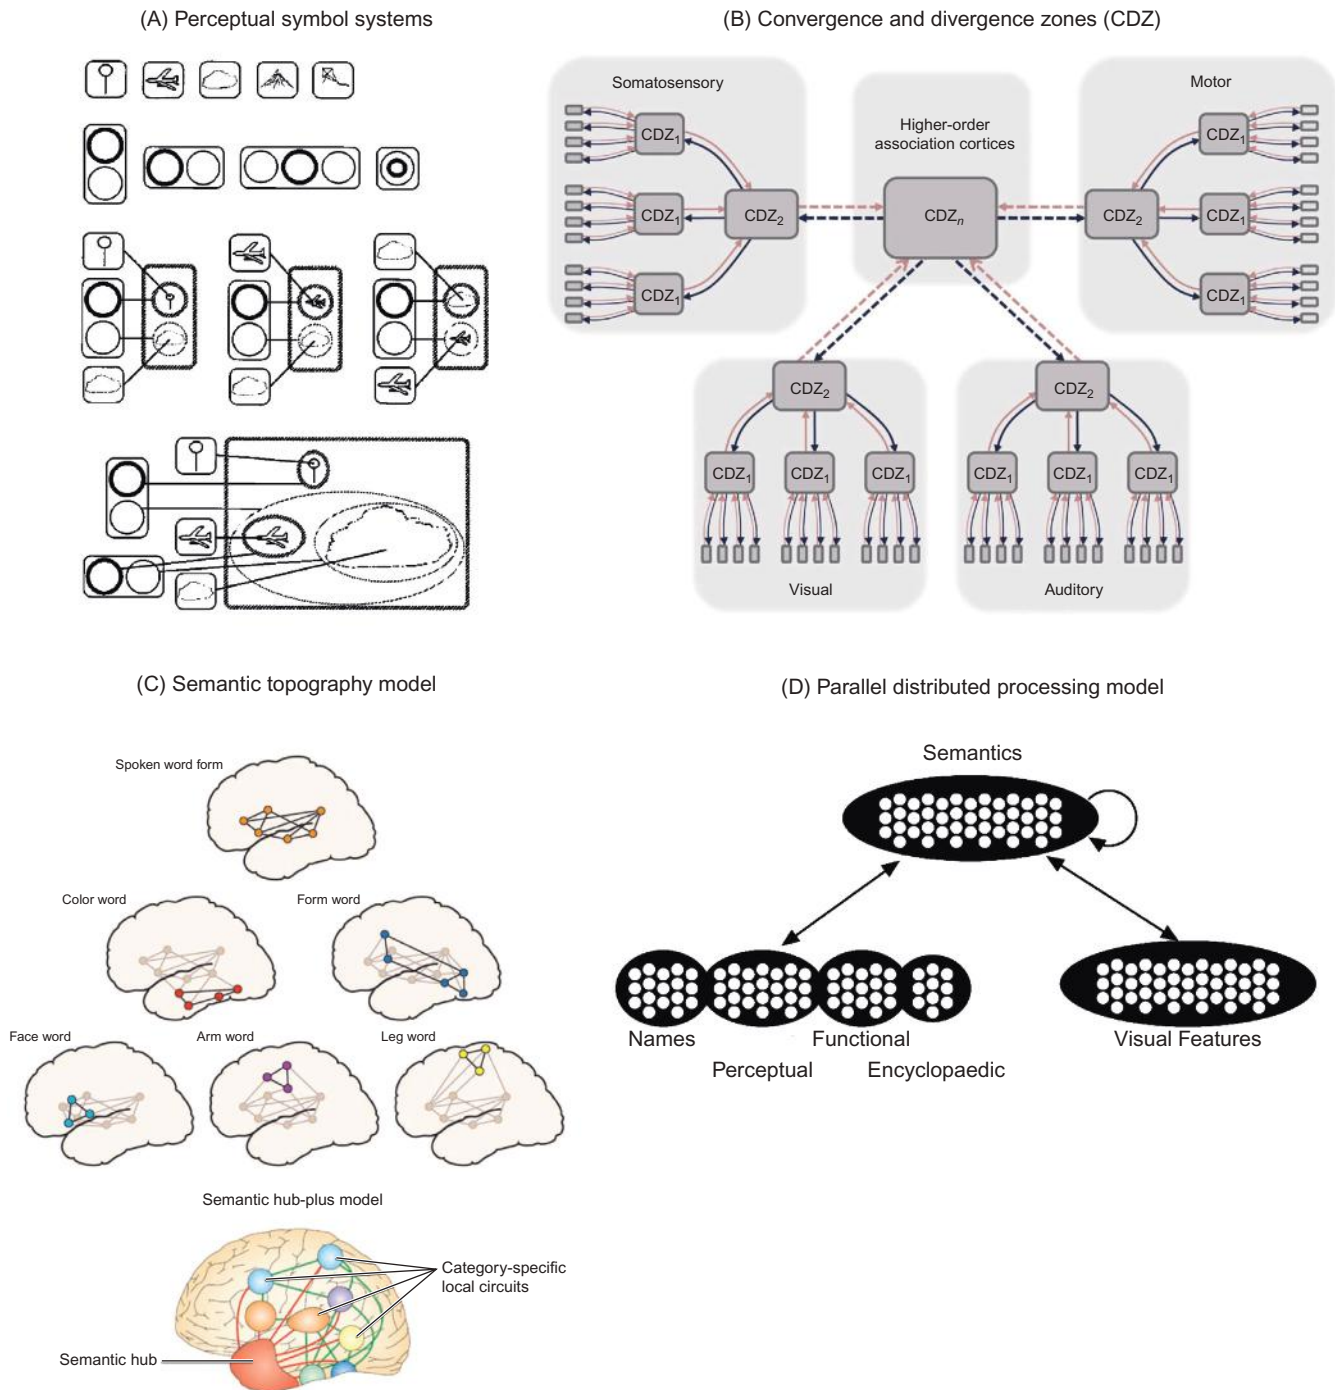 (A) Perceptual symbol systems
(B) Convergence and divergence zones (CDZ)
Somatosensory
Higher-order
association cortices
Motor
CDZ1
CDZ1
CDZ1
CDZ2
CDZn
CDZ2
CDZ1
CDZ1
CDZ1
CDZ2
CDZ2
CDZ1
CDZ1
CDZ1
CDZ1
CDZ1
CDZ1
Visual
Auditory
(C) Semantic topography model
(D) Parallel distributed processing model
Spoken word form
Color word
Form word
Face word
Arm word
Leg word
Semantic hub-plus model
Category-specific
local circuits
Semantic hub
Semantics
Names
Functional
Visual Features
Perceptual
Encyclopaedic